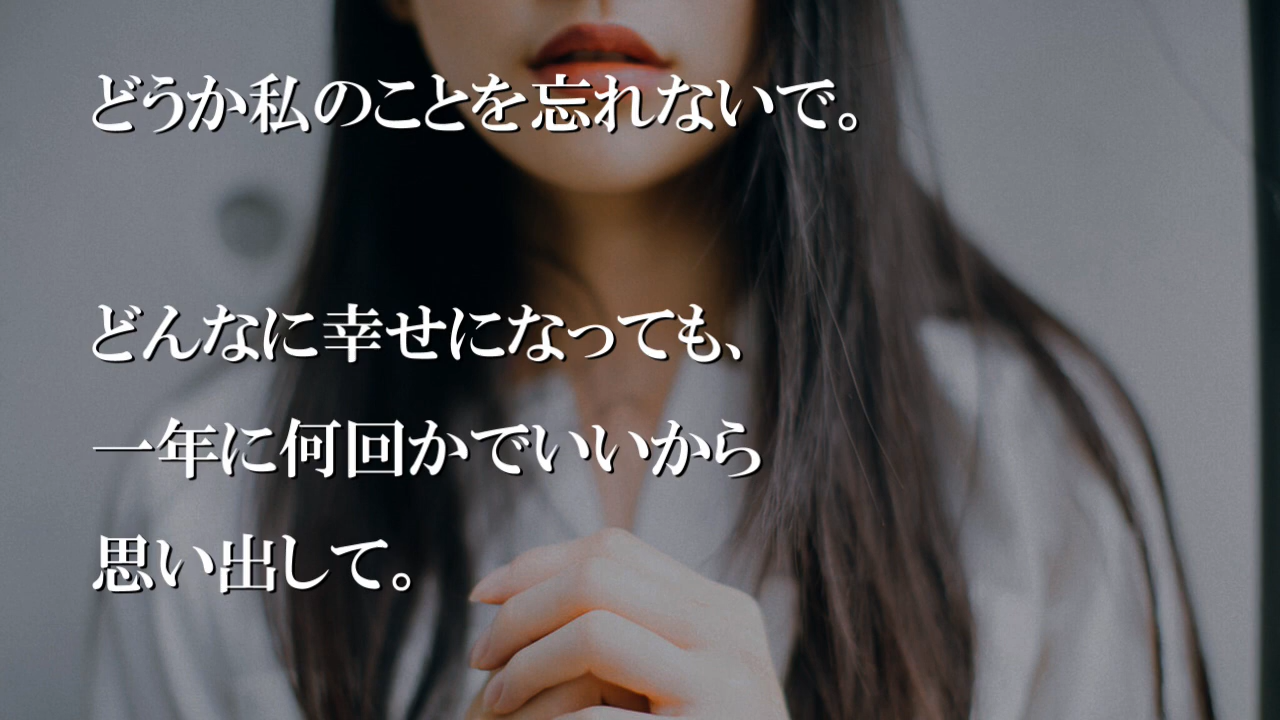 どうか私のことを忘れないで。
どんなに幸せになっても、
一年に何回かでいいから
思い出して。